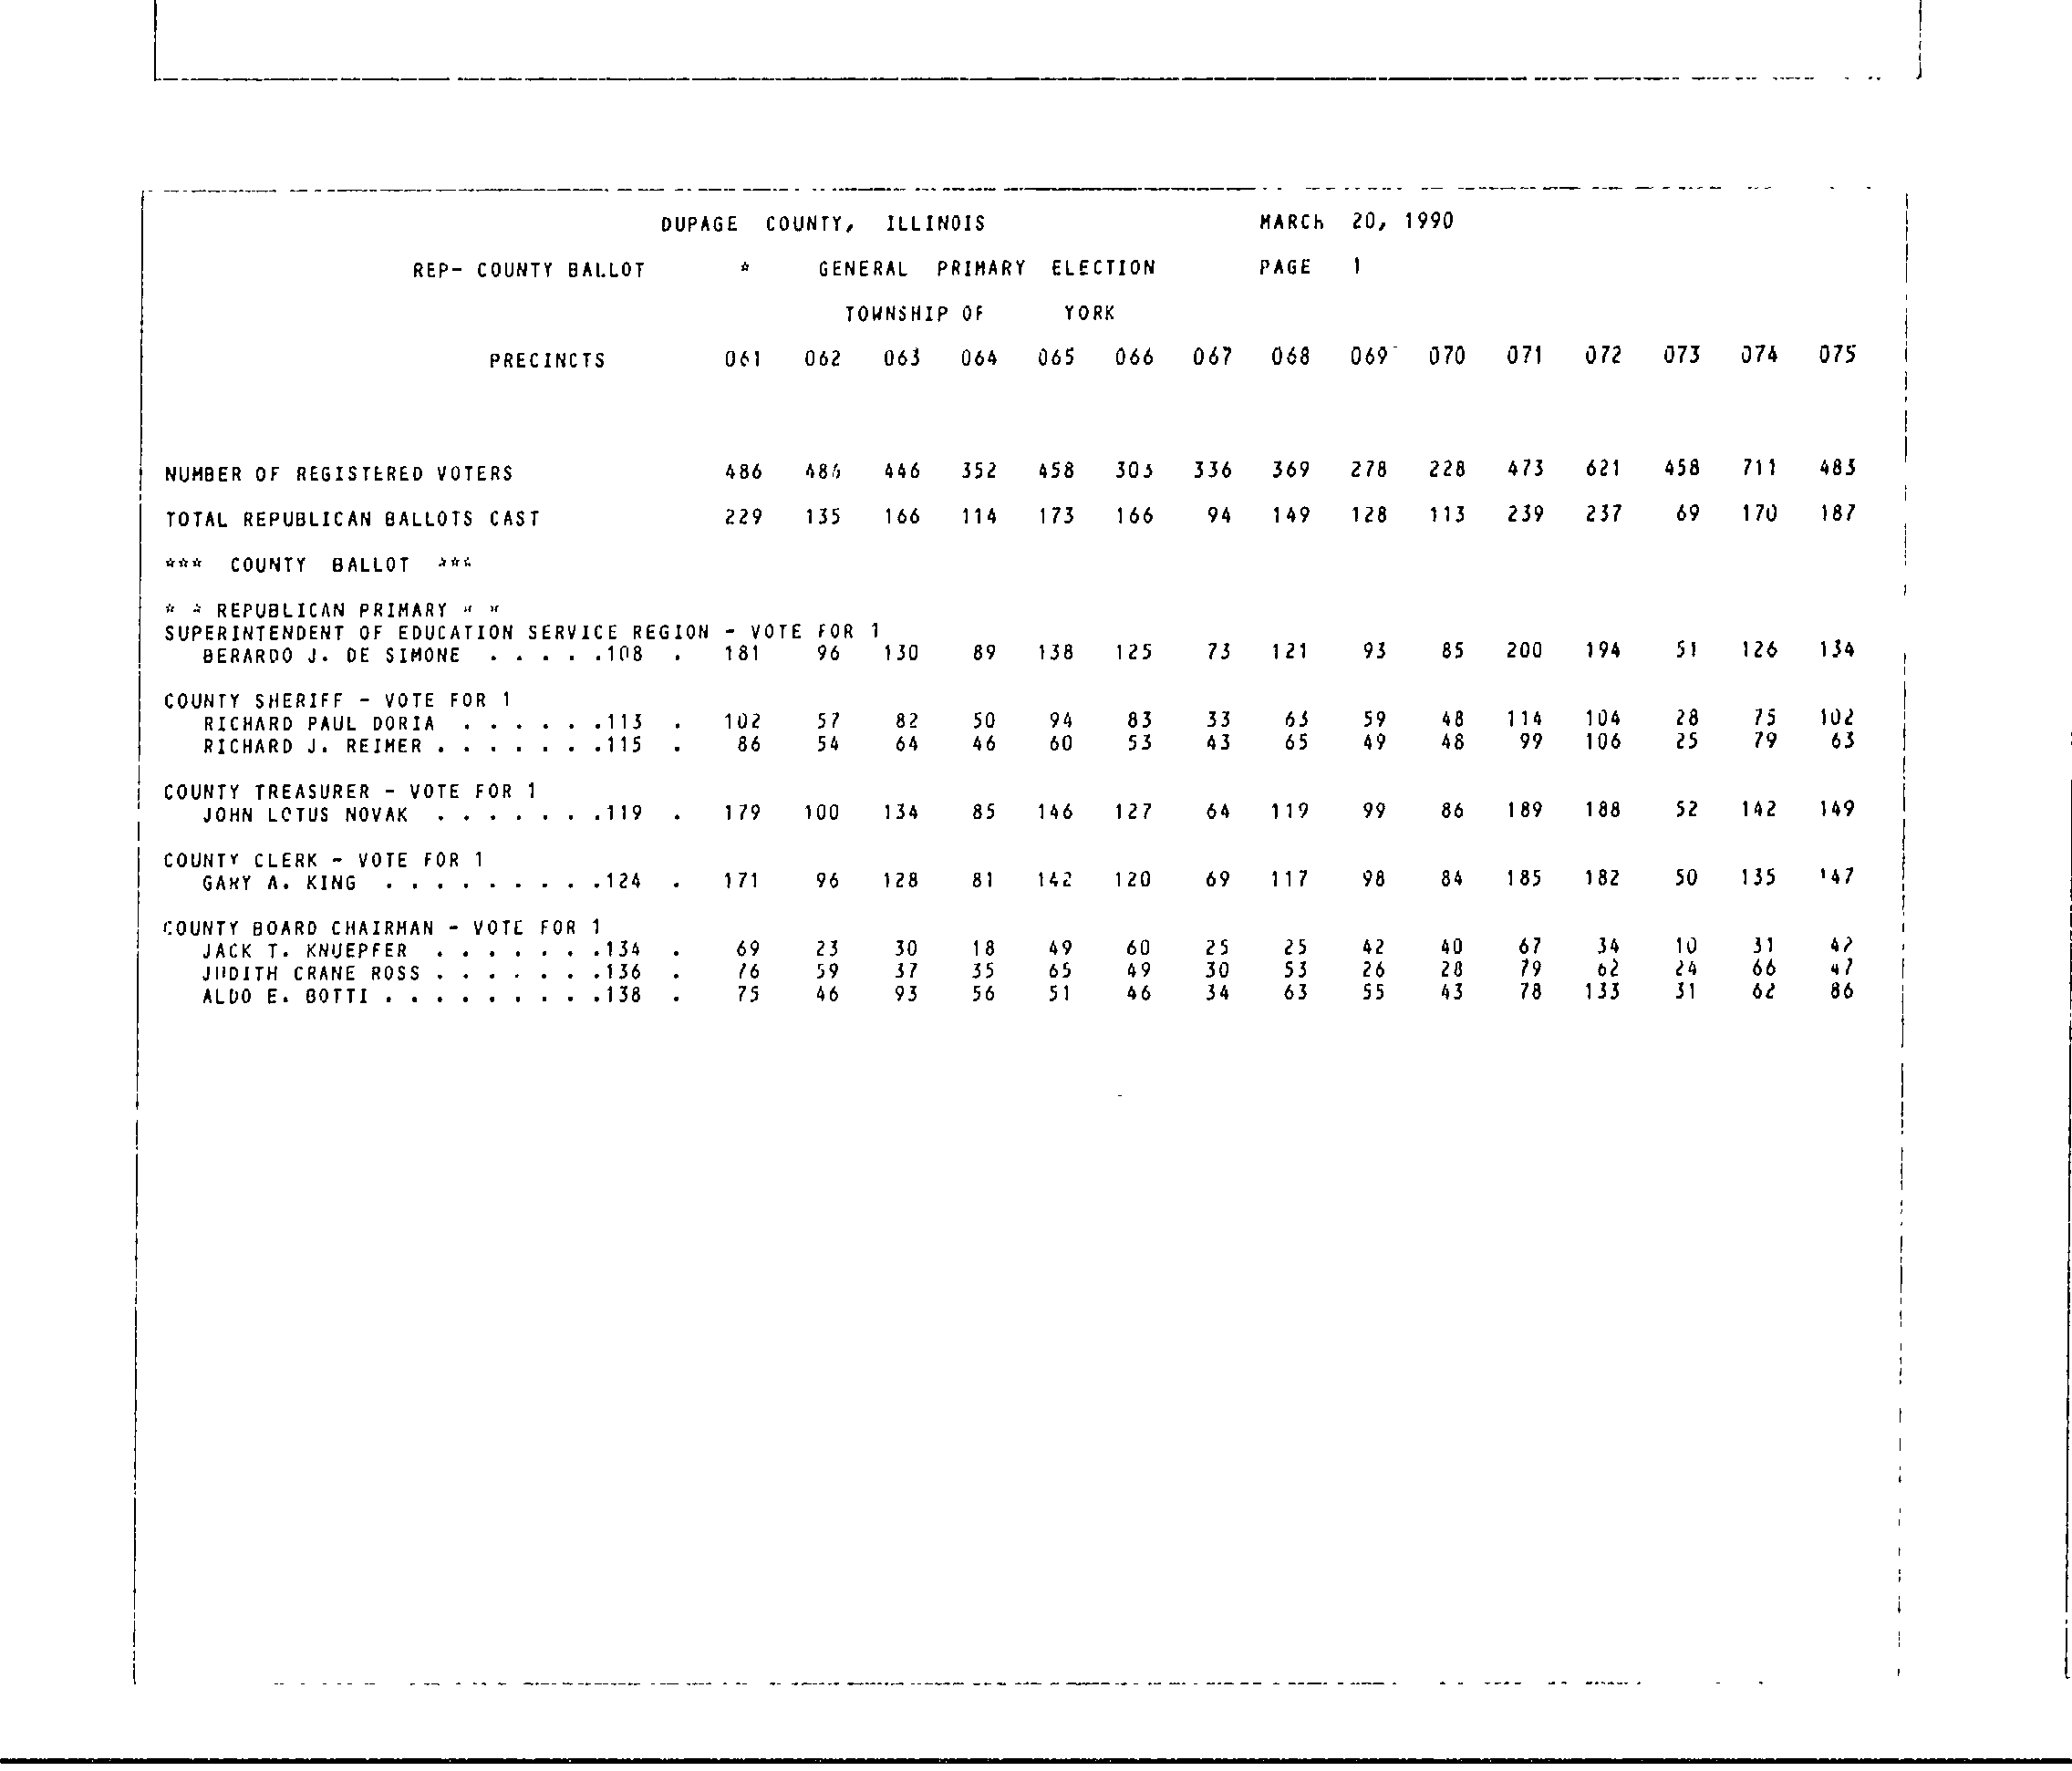 DUPAGE COUNTY, ILLINOIS MARCH 20, 1990
REP- COUNTY BALLOT * GENERAL PRIMARY ELECTION PAGE 1
TOWNSHIP OF YORK
PRECINCTS 061 062 063 064 065 066 067 068 069 070 071 072 073 074 075
NUMBER OF REGISTERED VOTERS 486 486 446 352 458 303 336 369 278 228 473 621 458 711 483
TOTAL REPUBLICAN BALLOTS CAST 229 135 166 114 173 166 94 149 128 113 239 237 69 170 187
*** COUNTY BALLOT ***
* * REPUBLICAN PRIMARY * *
SUPERINTENDENT OF EDUCATION SERVICE REGION - VOTE FOR 1
BERARDO J. DE SIMONE . . . . .108 . 181 96 130 89 138 125 73 121 93 85 200 194 51 126 134
COUNTY SHERIFF - VOTE FOR 1
RICHARD PAUL DORIA . . . . . .113 . 102 57 82 50 94 83 33 63 59 48 114 104 28 75 102
RICHARD J. REIMER . . . . . . .115 . 86 54 64 46 60 53 43 65 49 48 99 106 25 79 63
COUNTY TREASURER - VOTE FOR 1
JOHN LOTUS NOVAK . . . . . . .119 . 179 100 134 85 146 127 64 119 99 86 189 188 52 142 149
COUNTY CLERK - VOTE FOR 1
GARY A. KING . . . . . . . . .124 . 171 96 128 81 142 120 69 117 98 84 185 182 50 135 147
COUNTY BOARD CHAIRMAN - VOTE FOR 1
JACK T. KNUEPFER . . . . . . .134 . 69 23 30 18 49 60 25 25 42 40 67 34 10 31 42
JUDITH CRANE ROSS . . . . . . .136 . 76 59 37 35 65 49 30 53 26 28 79 62 24 66 47
ALDO E. BOTTI . . . . . . . . .138 . 75 46 93 56 51 46 34 63 55 43 78 133 31 62 86